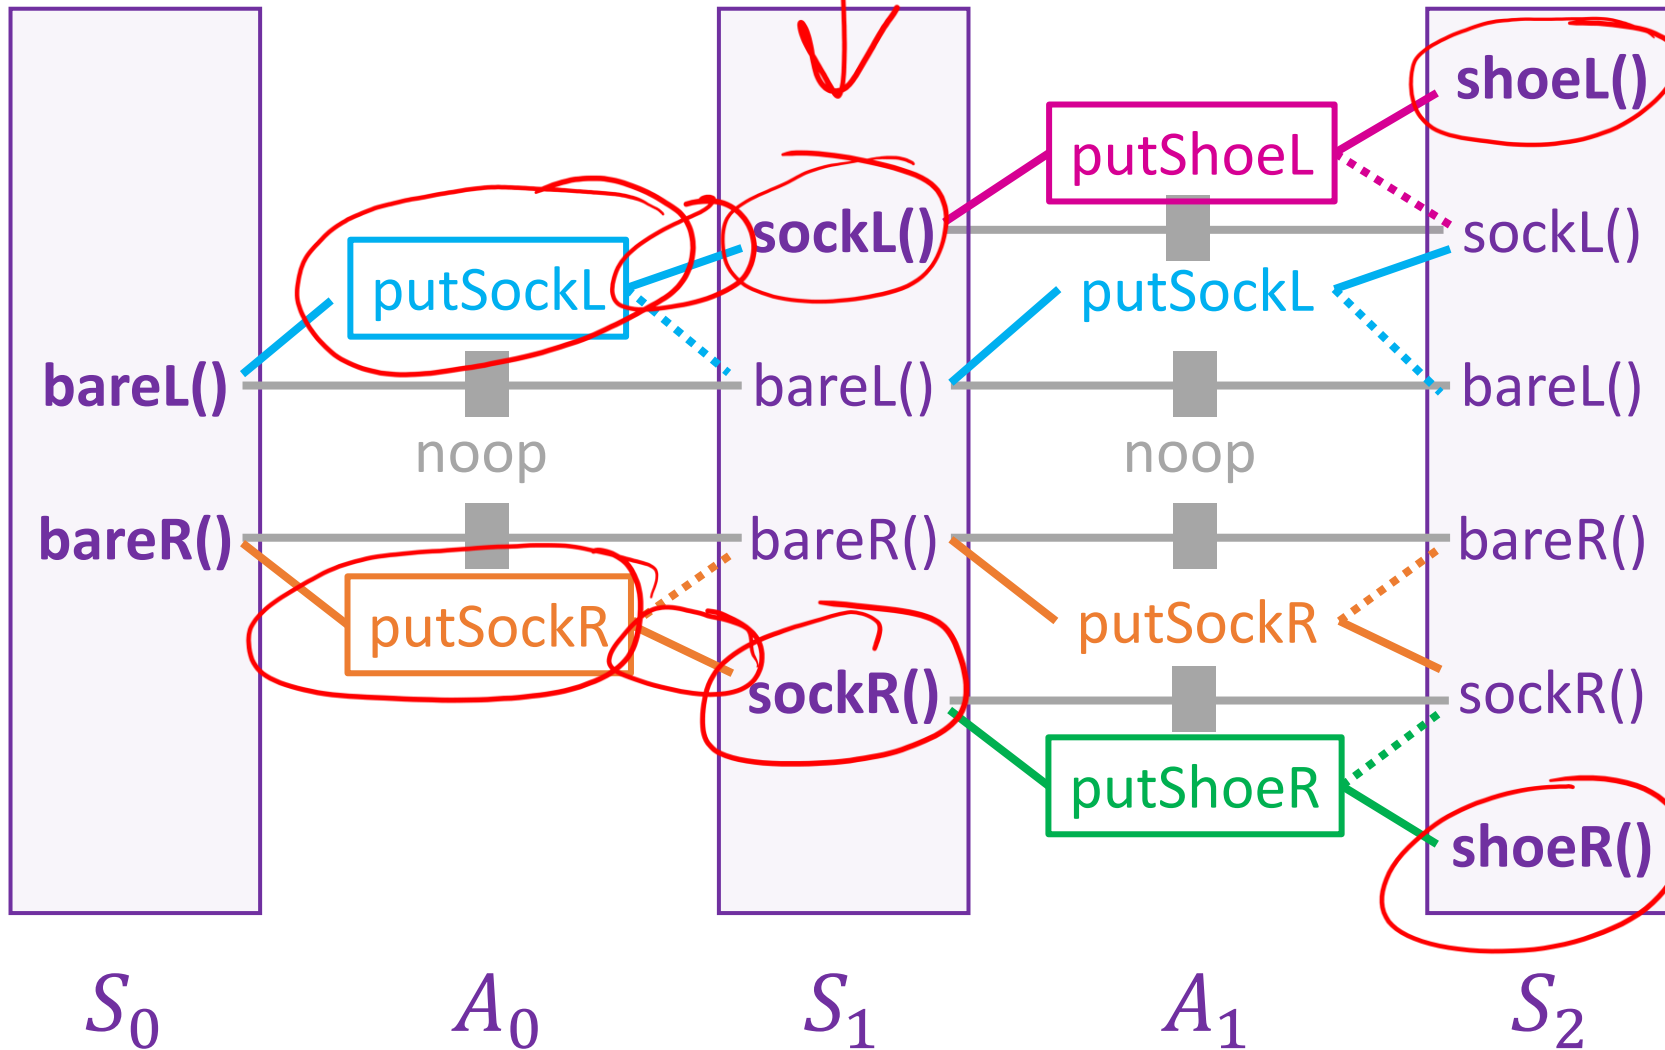 shoeL()
putShoeL
sockL()
sockL()
putSockL
putSockL
bareL()
bareL()
bareL()
noop
noop
bareR()
bareR()
bareR()
putSockR
putSockR
sockR()
sockR()
putShoeR
shoeR()
S0 A0 S1 A1 S2